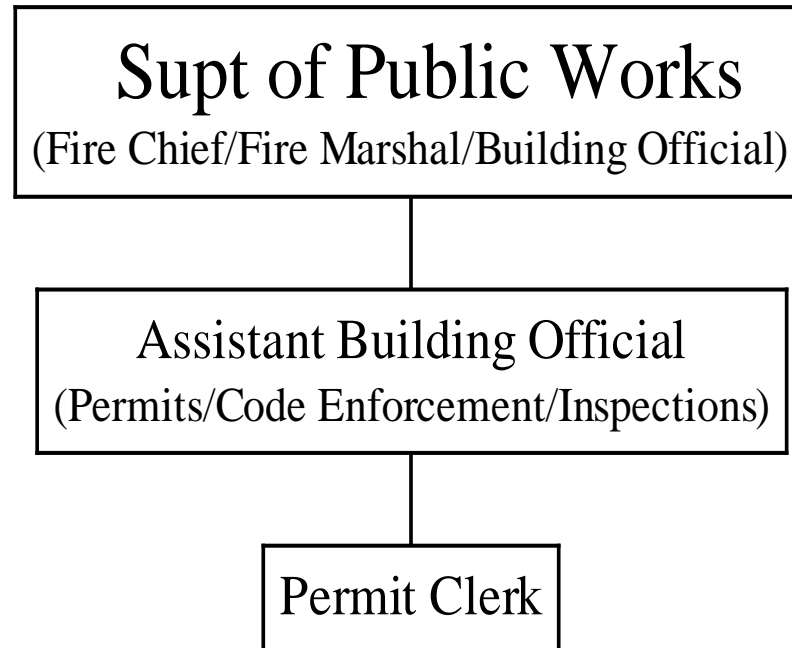 Supt of Public Works
(Fire Chief/Fire Marshal/Building Official)
Assistant Building Official
(Permits/Code Enforcement/Inspections)
Permit Clerk